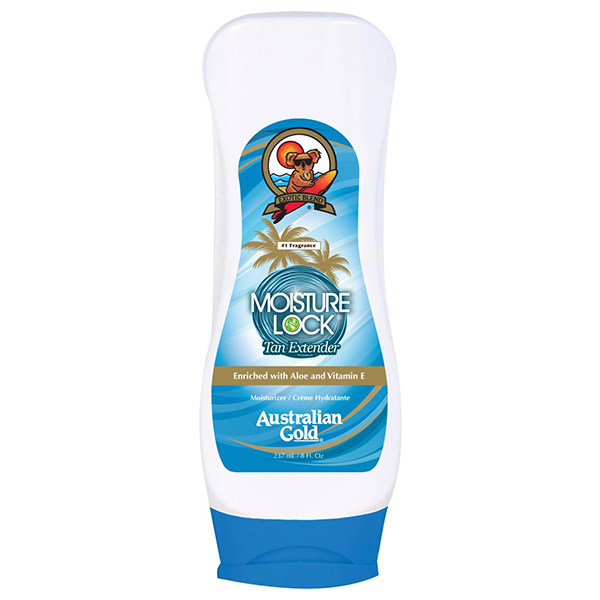 EXOTIC BLEND
®
#1 Fragrance
MOISTURE
LOCK
Tan Extender
Enriched with Aloe and Vitamin E
Moisturizer / Crème Hydratante
Australian
Gold®
237 mL / 8 Fl. Oz